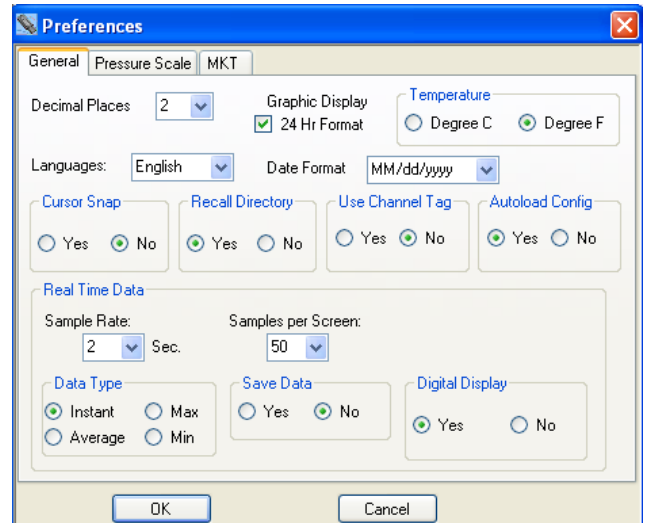 Preferences
General Pressure Scale MKT
Decimal Places 2 Graphic Display Temperature
24 Hr Format Degree C Degree F
Languages: English Date Format MM/dd/yyyy
Cursor Snap Recall Directory Use Channel Tag Autoload Config
Yes No Yes No Yes No Yes No
Real Time Data
Sample Rate: Samples per Screen:
2 Sec. 50
Data Type Save Data Digital Display
Instant Max Yes No Yes No
Average Min
OK Cancel